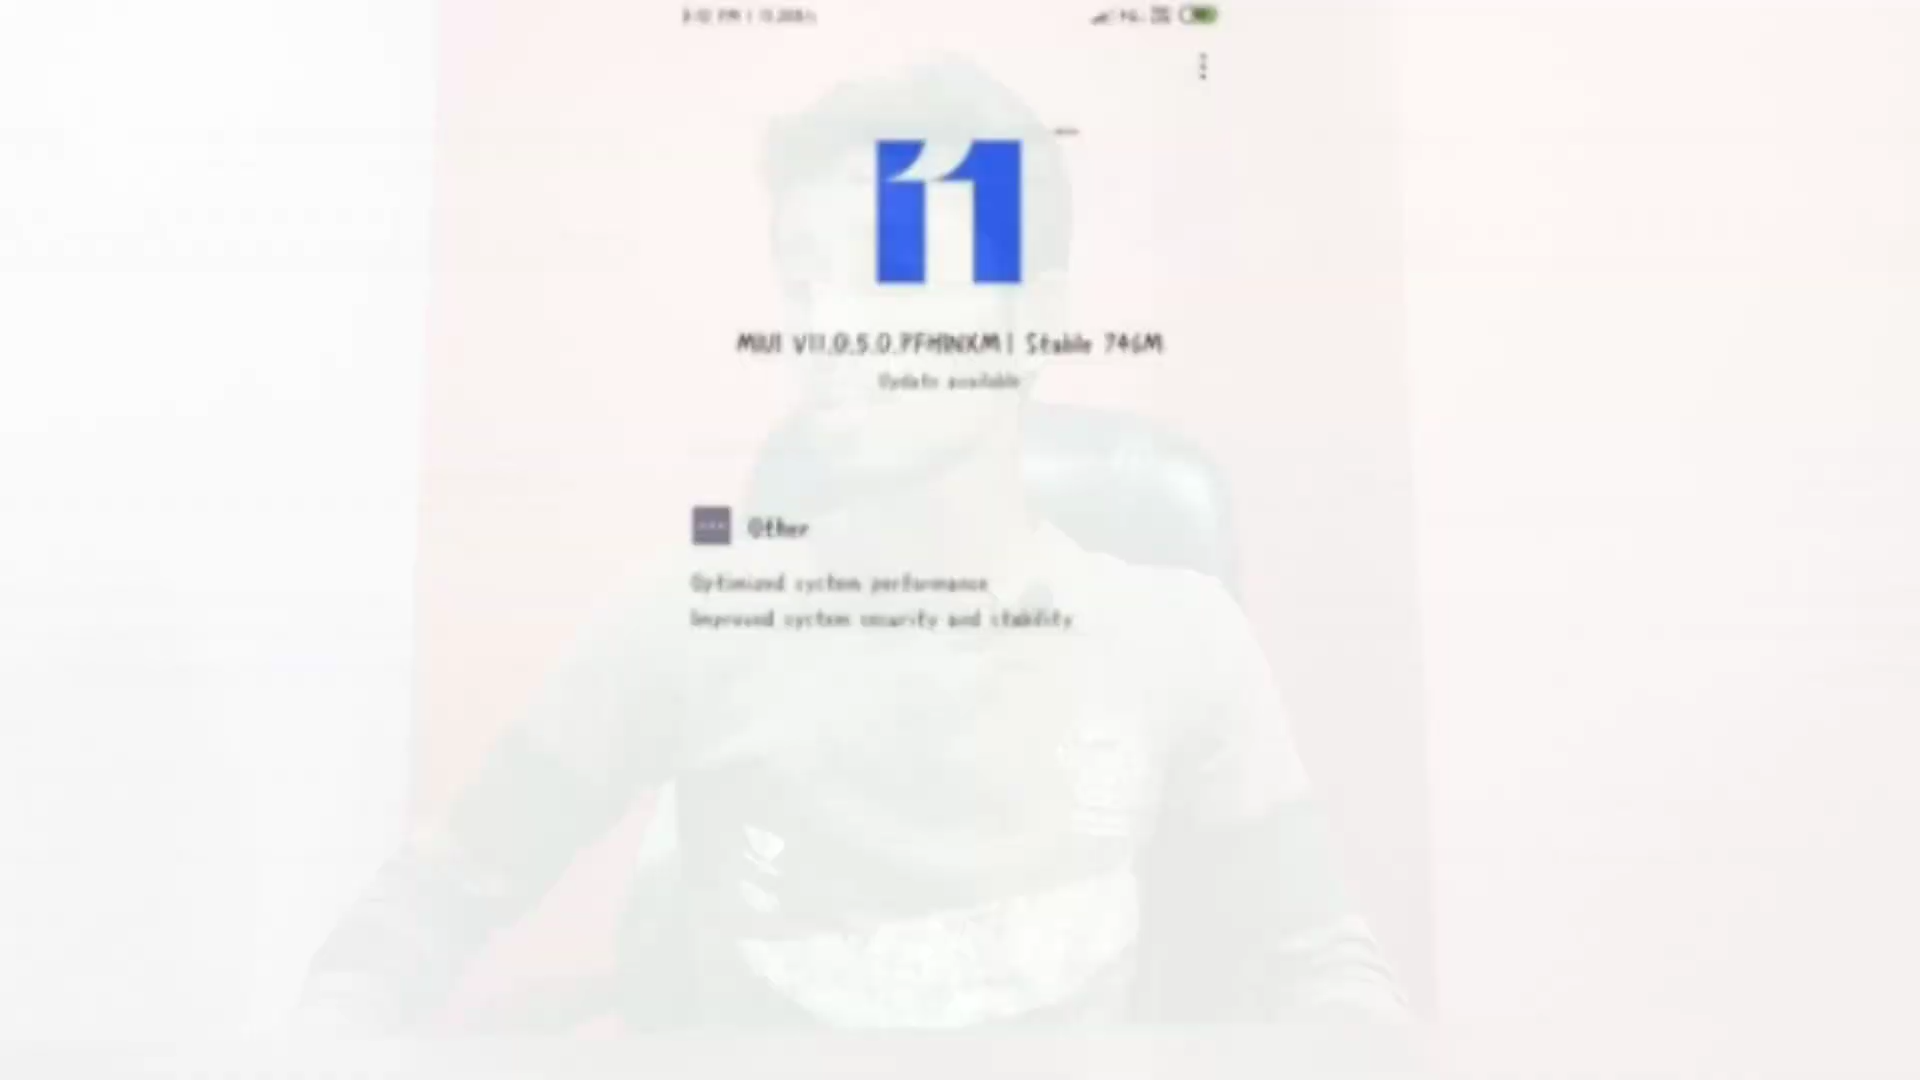 11
MIUI V11.0.5.0.PFHINXM | Stable 746M
Update available
Other
Optimized system performance
Improved system security and stability